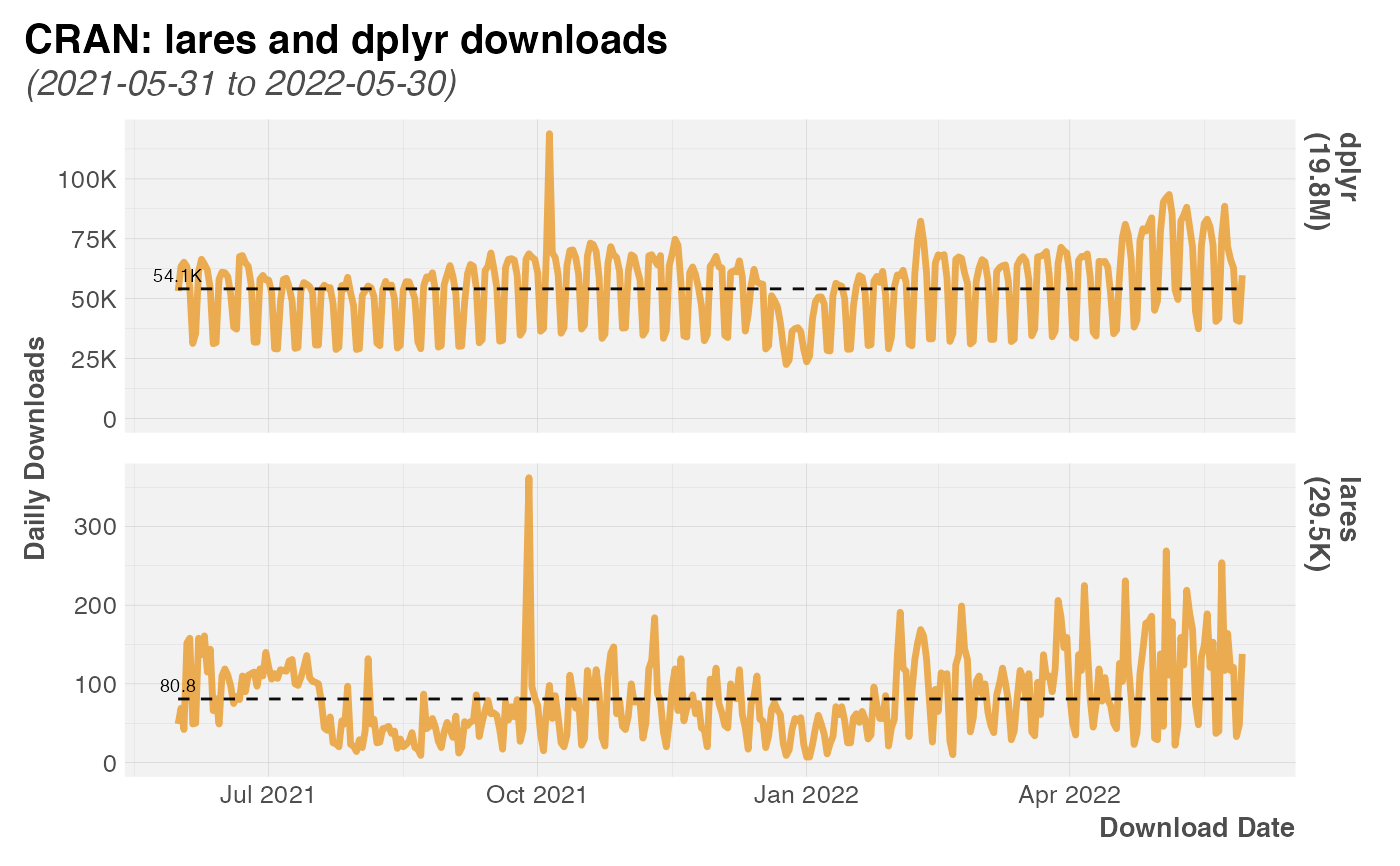 CRAN: lares and dplyr downloads
(2021-05-31 to 2022-05-30)
Dailly Downloads
100K
75K
50K
25K
0
54.1K
dplyr
(19.8M)
300
200
100
0
80.8
lares
(29.5K)
Jul 2021
Oct 2021
Jan 2022
Apr 2022
Download Date